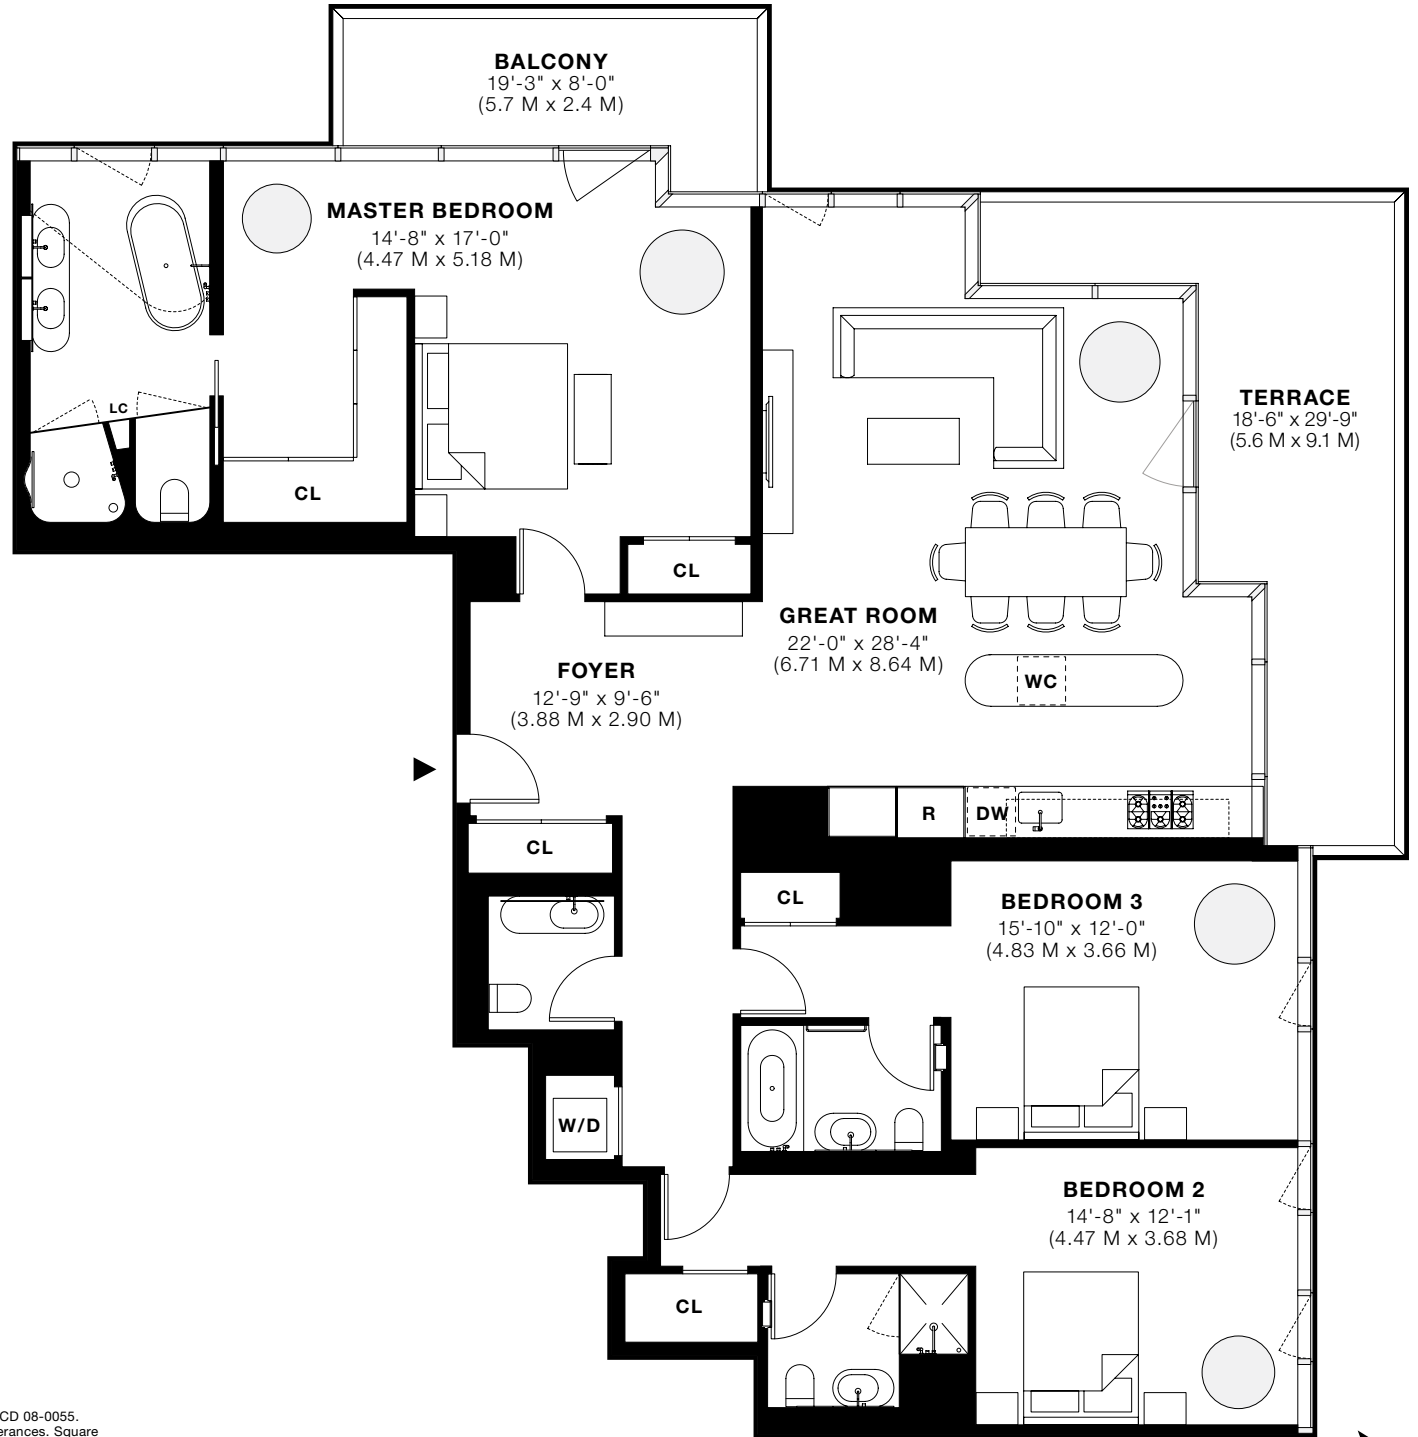 BALCONY
19'-3" x 8'-0"
(5.7 M x 2.4 M)
MASTER BEDROOM
14'-8" x 17'-0"
(4.47 M x 5.18 M)
TERRACE
18'-6" x 29'-9"
(5.6 M x 9.1 M)
LC
CL
CL
GREAT ROOM
22'-0" x 28'-4"
(6.71 M x 8.64 M)
FOYER
12'-9" x 9'-6"
(3.88 M x 2.90 M)
WC
R
DW
CL
CL
BEDROOM 3
15'-10" x 12'-0"
(4.83 M x 3.66 M)
W/D
BEDROOM 2
14'-8" x 12'-1"
(4.47 M x 3.68 M)
CL
CD 08-0055.
erances. Square